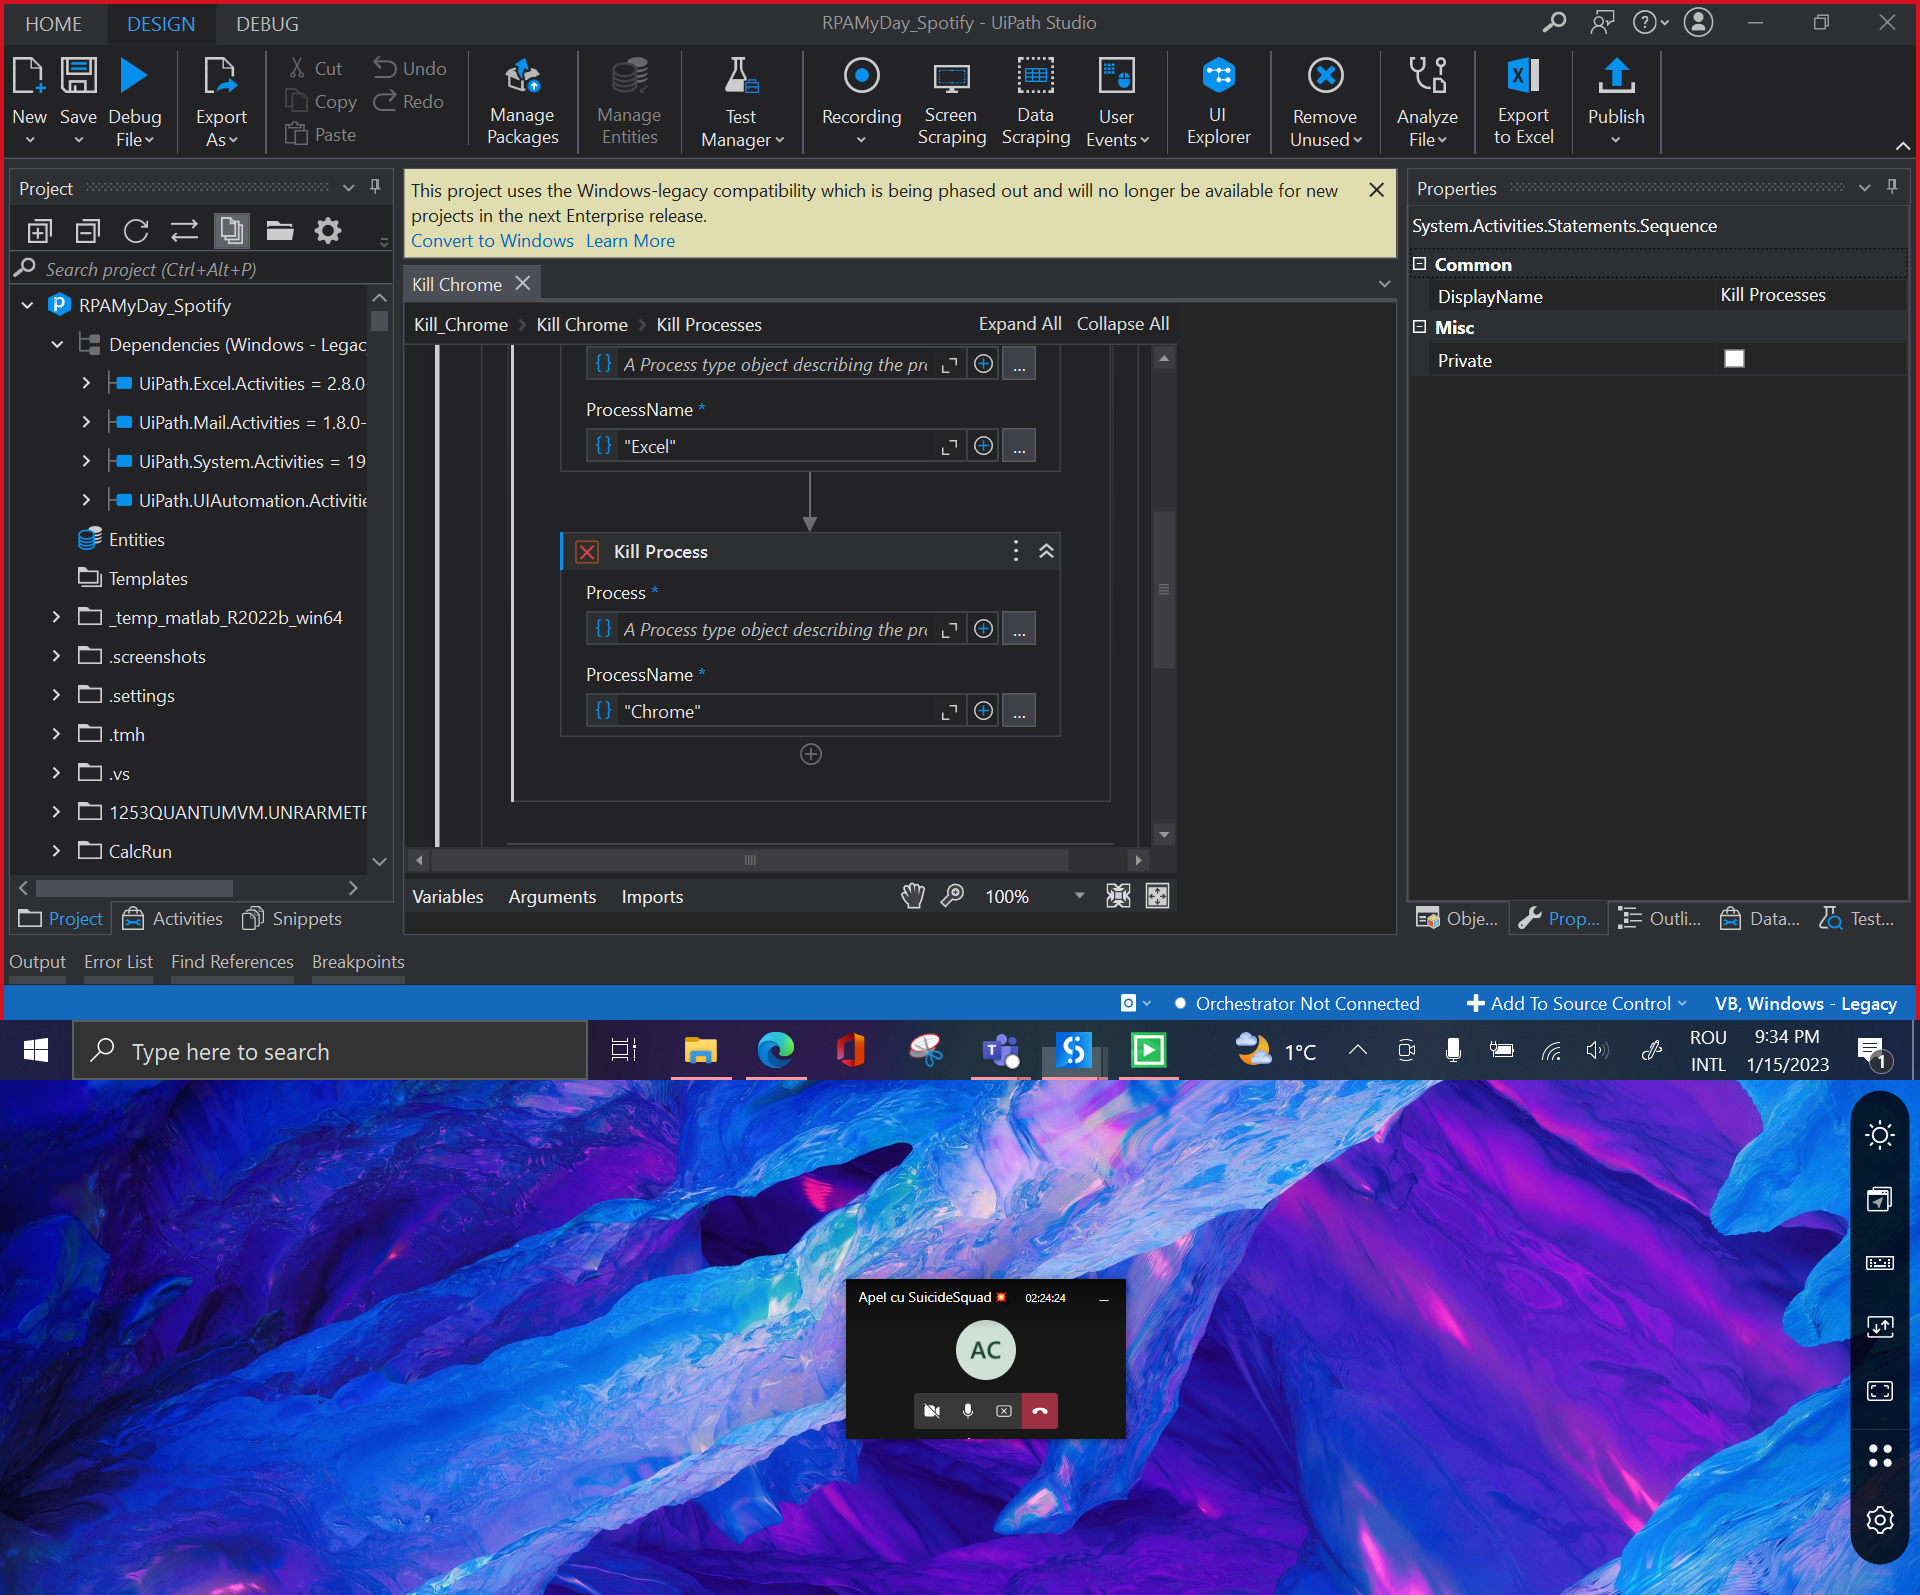 HOME DESIGN DEBUG RPAMyDay_Spotify - UiPath Studio
New Save Debug File Export As Cut Copy Paste Undo Redo Manage Packages Manage Entities Test Manager Recording Screen Scraping Data Scraping User Events UI Explorer Remove Unused Analyze File Export to Excel Publish
Project
Search project (Ctrl+Alt+P)
RPAMyDay_Spotify
Dependencies (Windows - Legac
UiPath.Excel.Activities = 2.8.0-
UiPath.Mail.Activities = 1.8.0-
UiPath.System.Activities = 19
UiPath.UIAutomation.Activitie
Entities
Templates
_temp_matlab_R2022b_win64
.screenshots
.settings
.tmh
.vs
1253QUANTUMVM.UNRARMETR
CalcRun
Project Activities Snippets
This project uses the Windows-legacy compatibility which is being phased out and will no longer be available for new
projects in the next Enterprise release.
Convert to Windows Learn More
Kill Chrome
Kill_Chrome Kill Chrome Kill Processes Expand All Collapse All
A Process type object describing the pr ...
ProcessName *
"Excel" ...
Kill Process
Process *
A Process type object describing the pr ...
ProcessName *
"Chrome" ...
Variables Arguments Imports 100%
Properties
System.Activities.Statements.Sequence
Common
DisplayName Kill Processes
Misc
Private
Obje... Prop... Outli... Data... Test...
Output Error List Find References Breakpoints
Orchestrator Not Connected Add To Source Control VB, Windows - Legacy
Type here to search
1°C
ROU
INTL
9:34 PM
1/15/2023
1
Apel cu SuicideSquad💥 02:24:24
AC